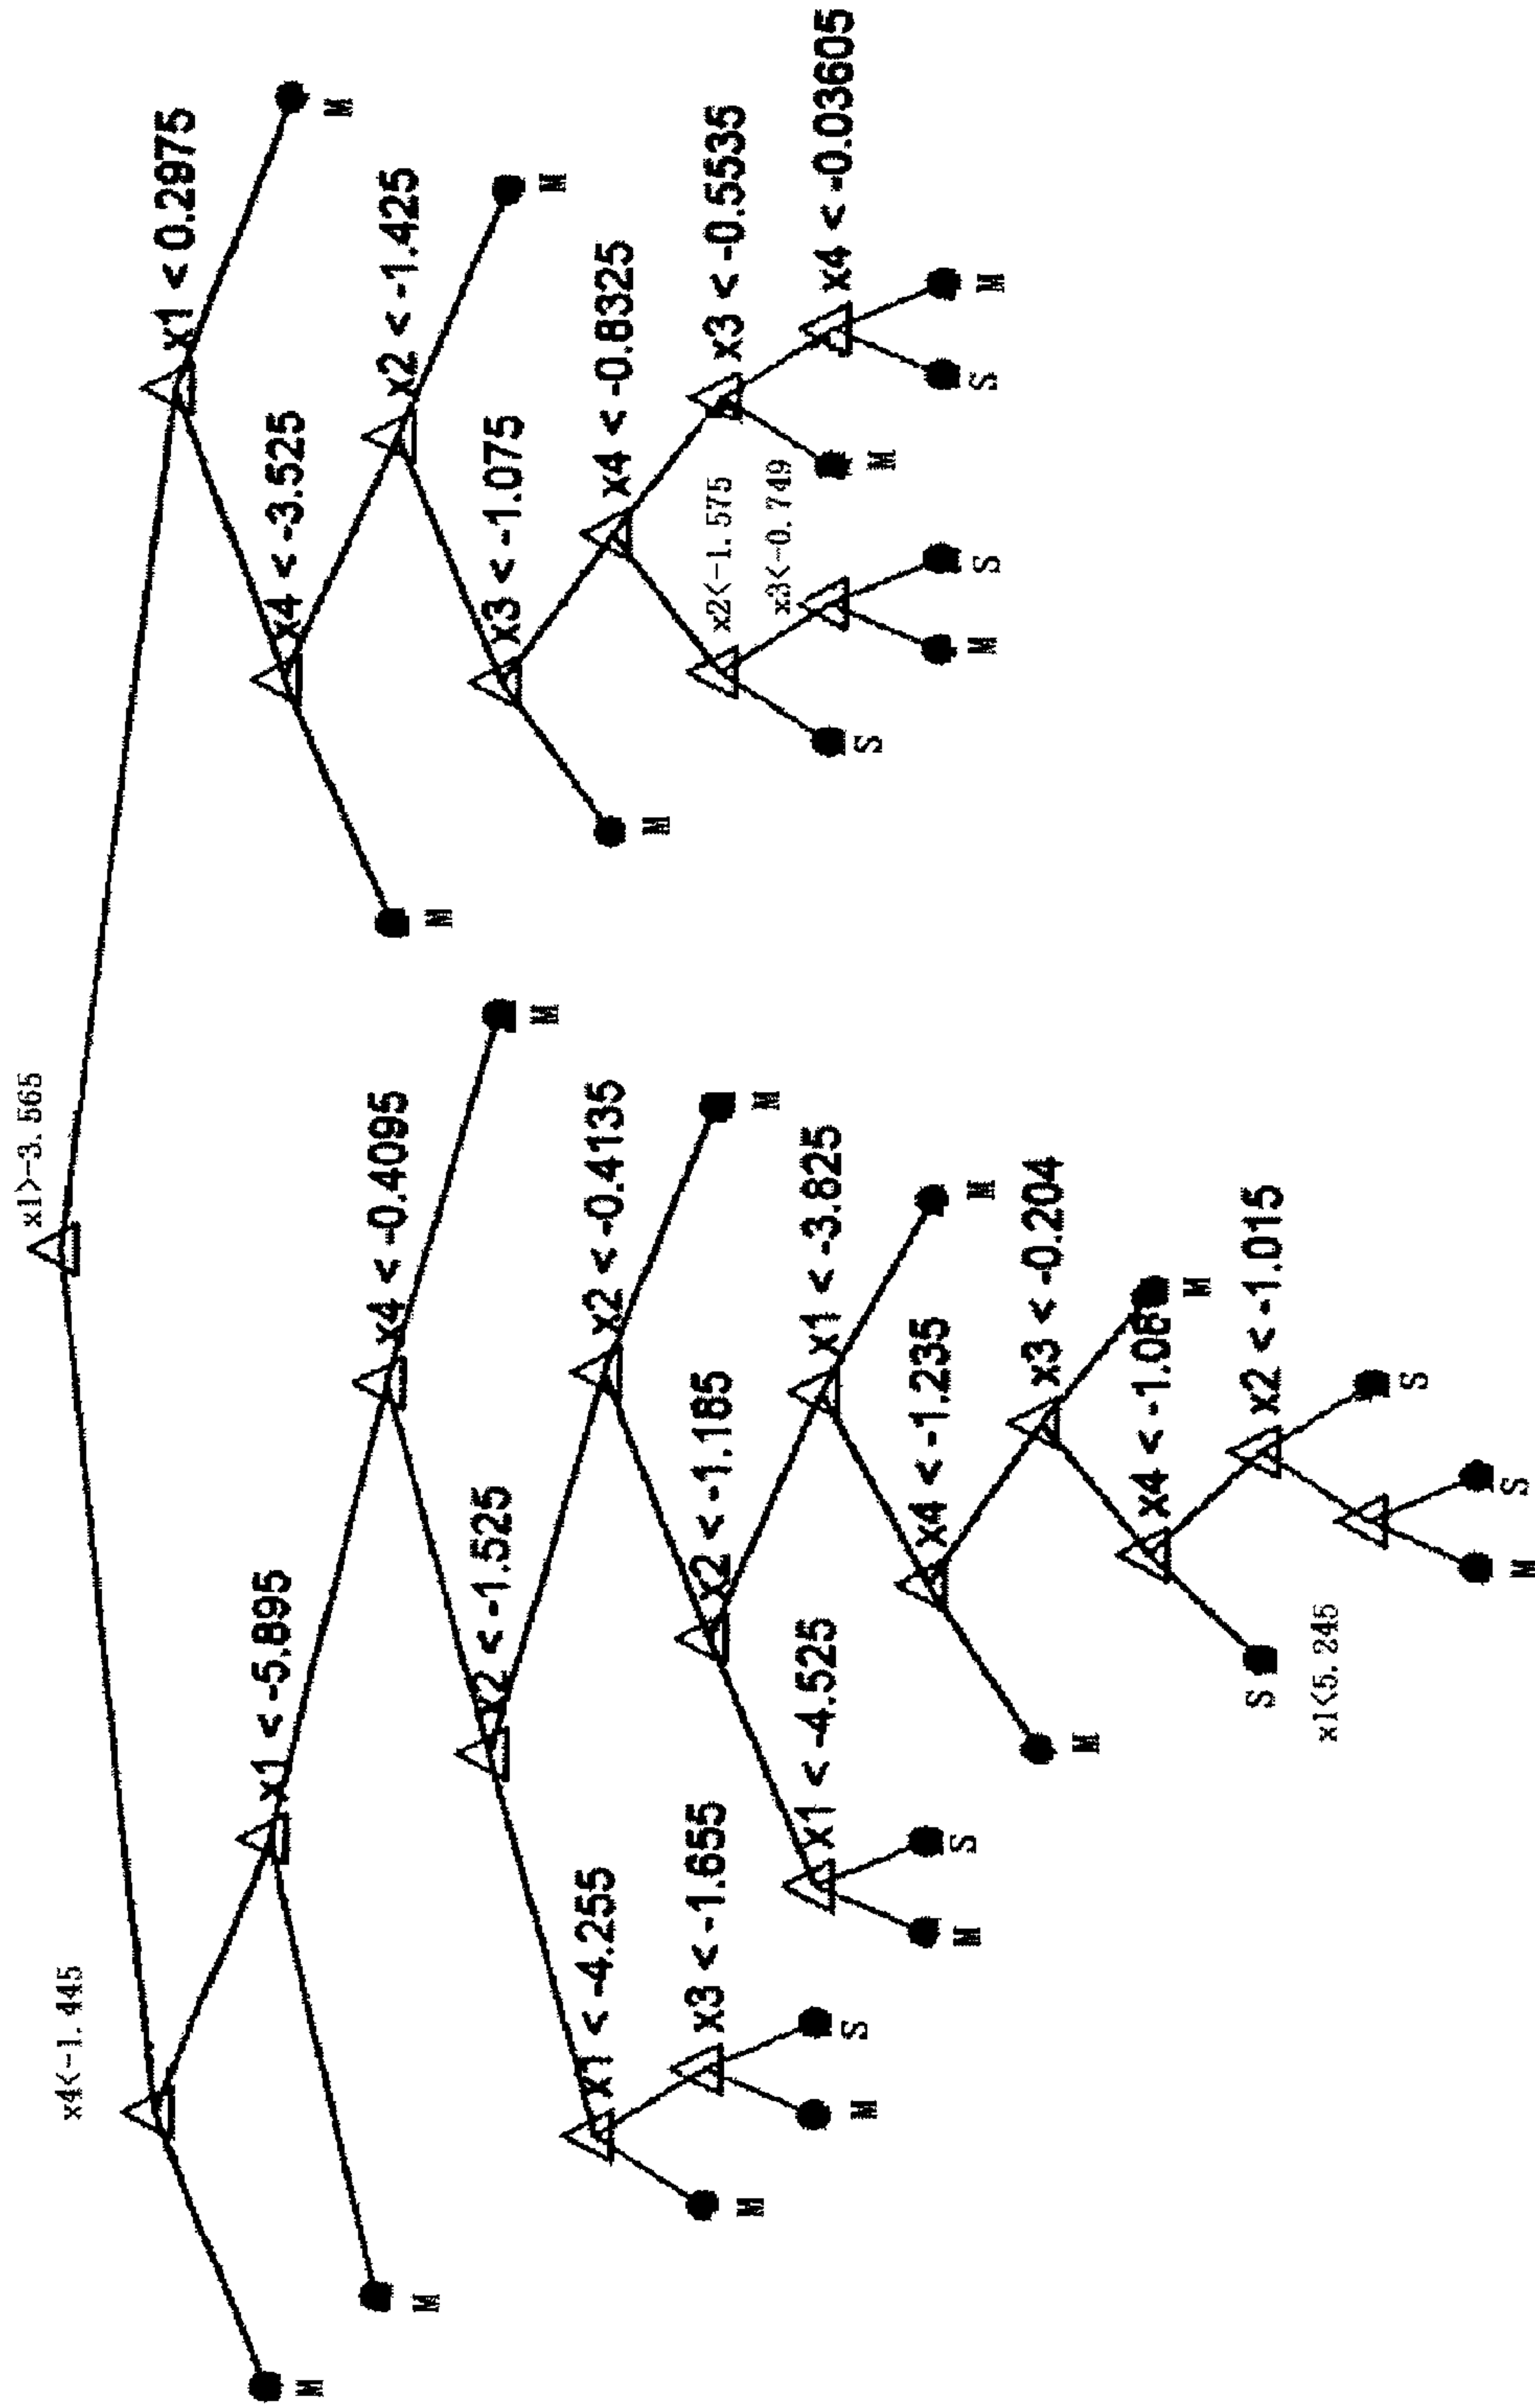 x1>-3.565
x4<-1.445
x1 < 0.2975
x1 < -5.895
x4 < -3.525
M
M
x4 < -0.4095
x2 < -1.425
M
M
x2 < -1.525
x3 < -1.075
M
M
x1 < -4.255
x2 < -0.4135
x4 < -0.8325
M
x3 < -1.655
x2 < -1.185
x2<-1.575
x3 < -0.5535
M
M
x3<-0.749
x1 < -4.525
x1 < -3.825
x4 < -0.03605
M
S
S
M
x4 < -1.235
M
S
M
M
S
S
M
x3 < -0.204
M
x4 <
M
x2 < -1.015
S
x1<5.245
S
M
S